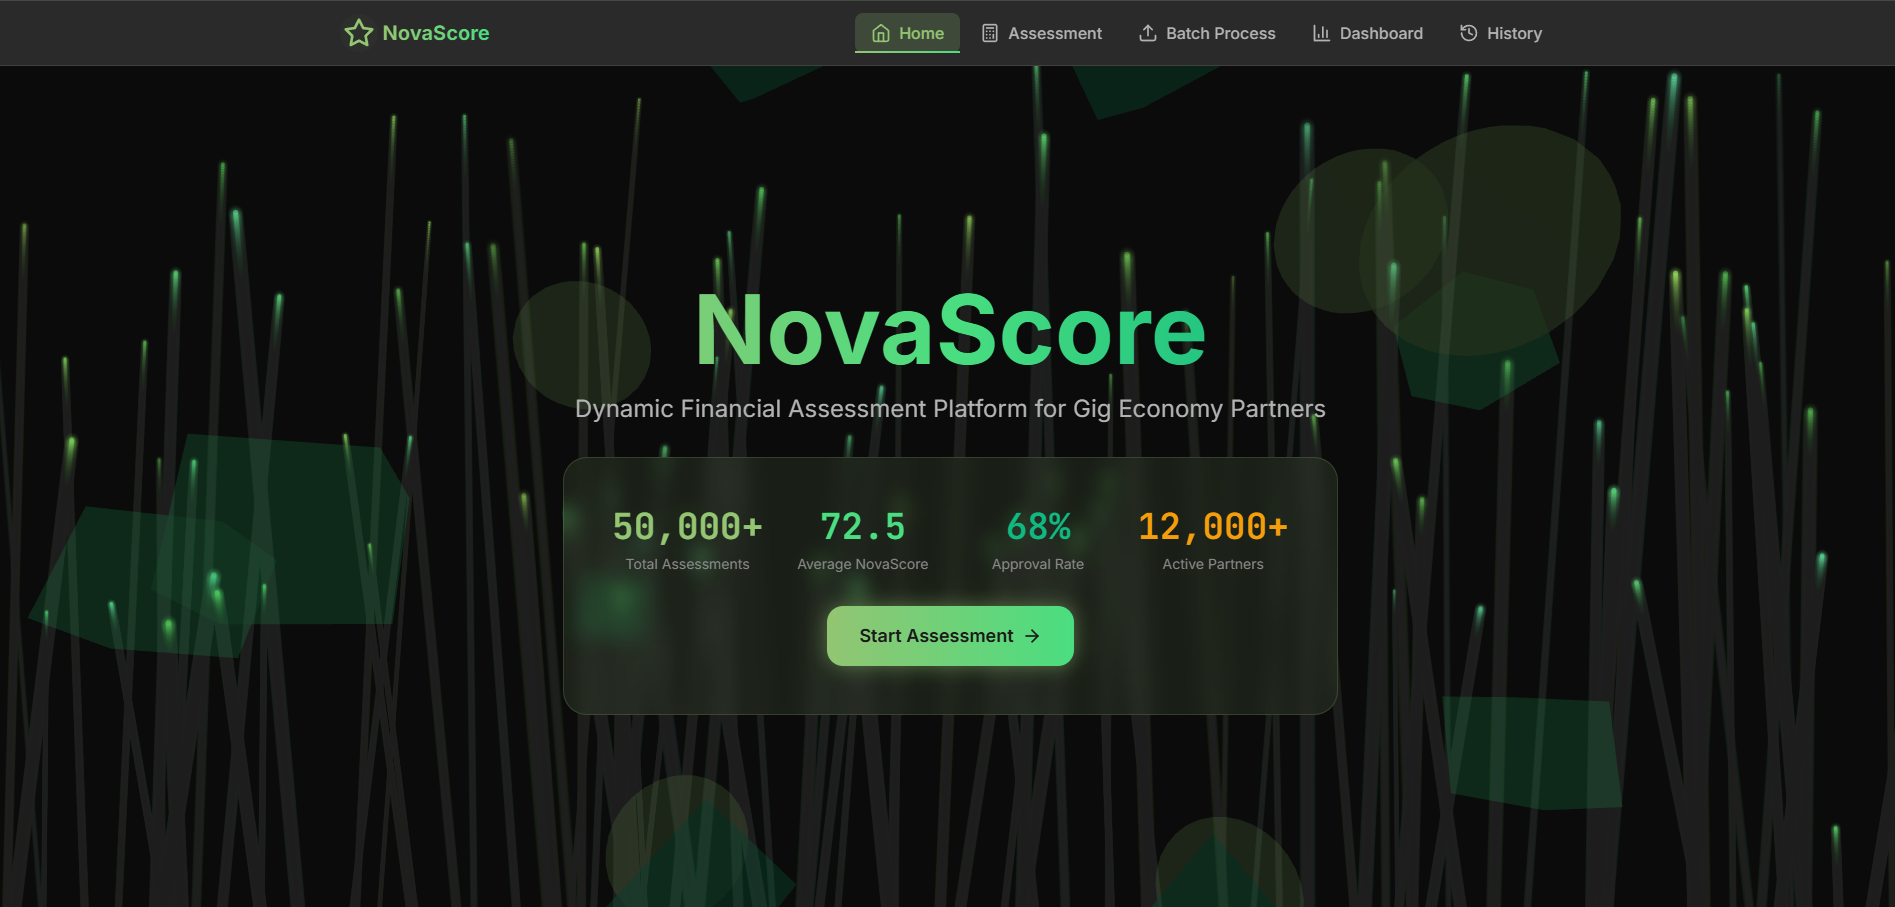 NovaScore
Home
Assessment
Batch Process
Dashboard
History
NovaScore
Dynamic Financial Assessment Platform for Gig Economy Partners
50,000+
Total Assessments
72.5
Average NovaScore
68%
Approval Rate
12,000+
Active Partners
Start Assessment →